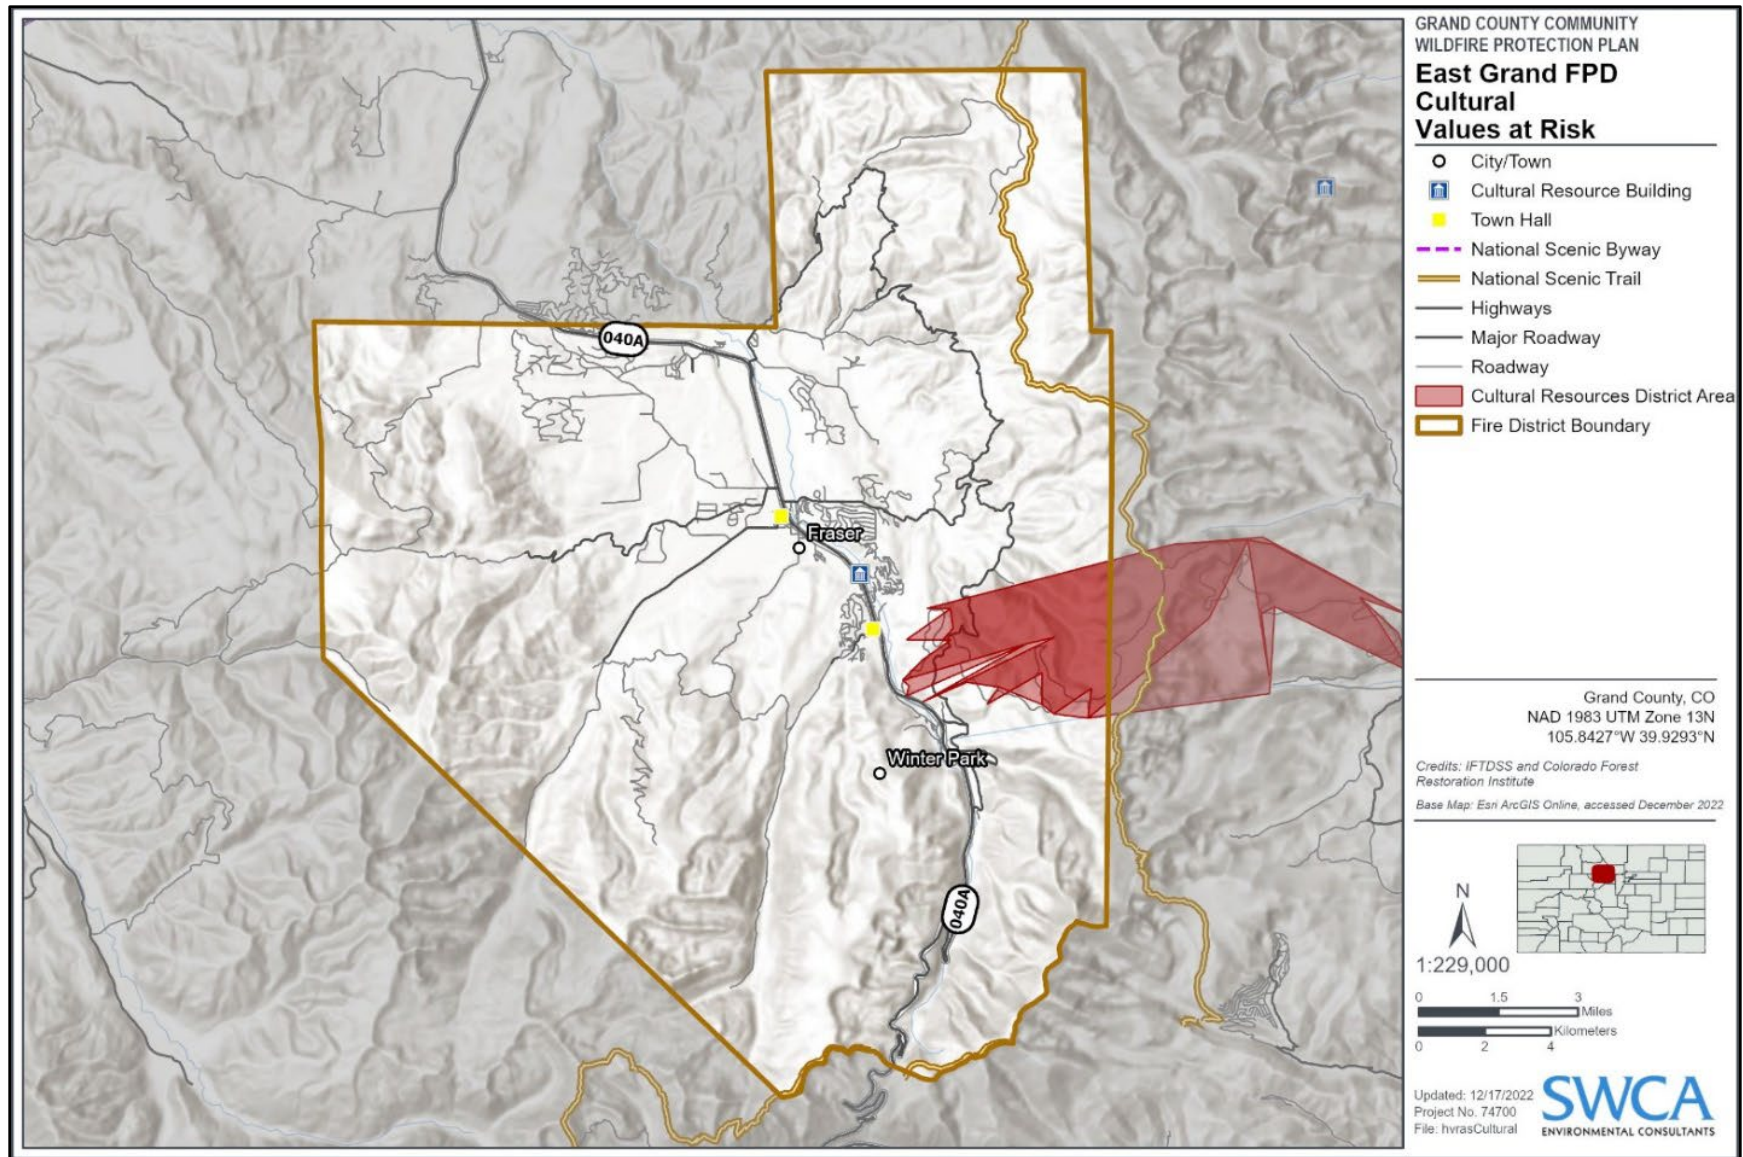 GRAND COUNTY COMMUNITY
WILDFIRE PROTECTION PLAN
East Grand FPD
Cultural
Values at Risk
City/Town
Cultural Resource Building
Town Hall
National Scenic Byway
National Scenic Trail
Highways
Major Roadway
Roadway
Cultural Resources District Area
Fire District Boundary
040A
Fraser
Winter Park
040A
Grand County, CO
NAD 1983 UTM Zone 13N
105.8427°W 39.9293°N
Credits: IFTDSS and Colorado Forest
Restoration Institute
Base Map: Esri ArcGIS Online, accessed December 2022
N
1:229,000
0 1.5 3
Miles
Kilometers
0 2 4
Updated: 12/17/2022
Project No. 74700
File: hvrasCultural
SWCA
ENVIRONMENTAL CONSULTANTS